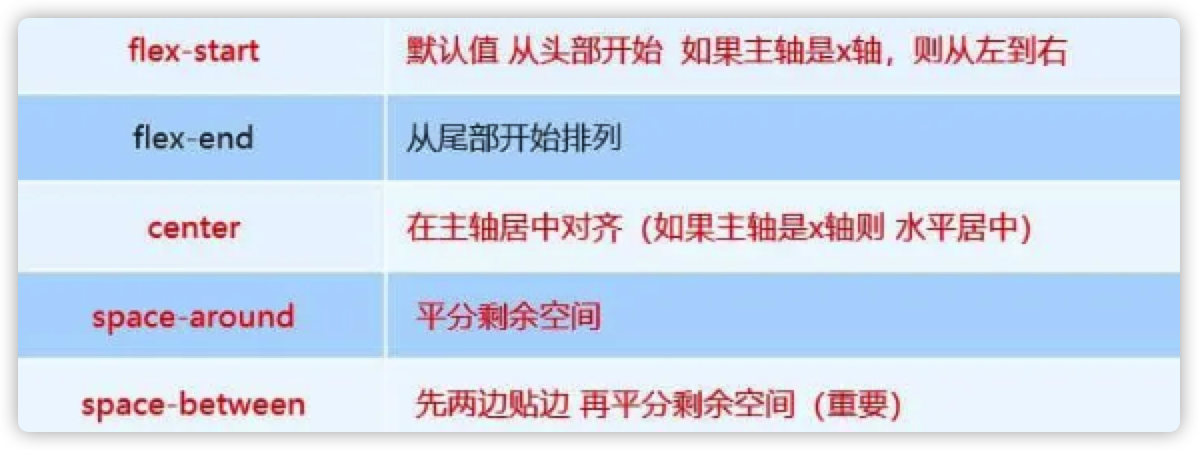 flex-start 默认值 从头部开始 如果主轴是x轴，则从左到右
flex-end 从尾部开始排列
center 在主轴居中对齐（如果主轴是x轴则 水平居中）
space-around 平分剩余空间
space-between 先两边贴边 再平分剩余空间（重要）